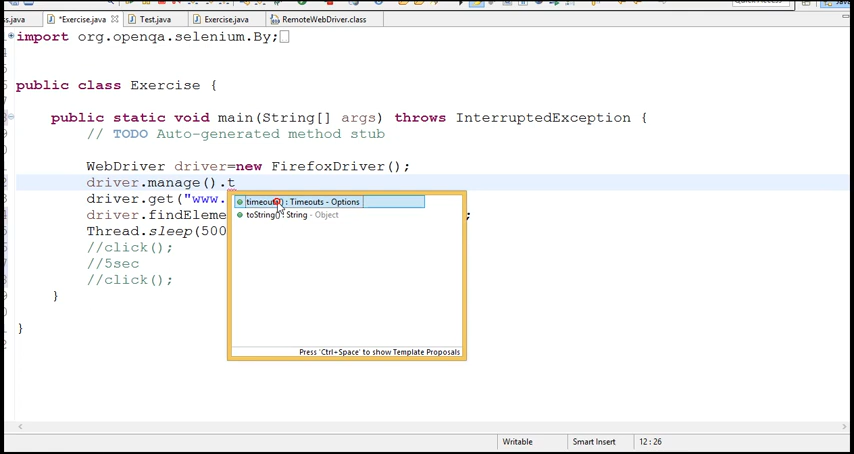 ss.java
*Exercise.java
Test.java
Exercise.java
RemoteWebDriver.class
import org.openqa.selenium.By;
public class Exercise {
public static void main(String[] args) throws InterruptedException {
// TODO Auto-generated method stub
WebDriver driver=new FirefoxDriver();
driver.manage().t
driver.get("www.
timeouts() : Timeouts - Options
driver.findEleme
;
toString() : String - Object
Thread.sleep(500
//click();
//5sec
//click();
}
}
Press 'Ctrl+Space' to show Template Proposals
Writable
Smart Insert
12 : 26